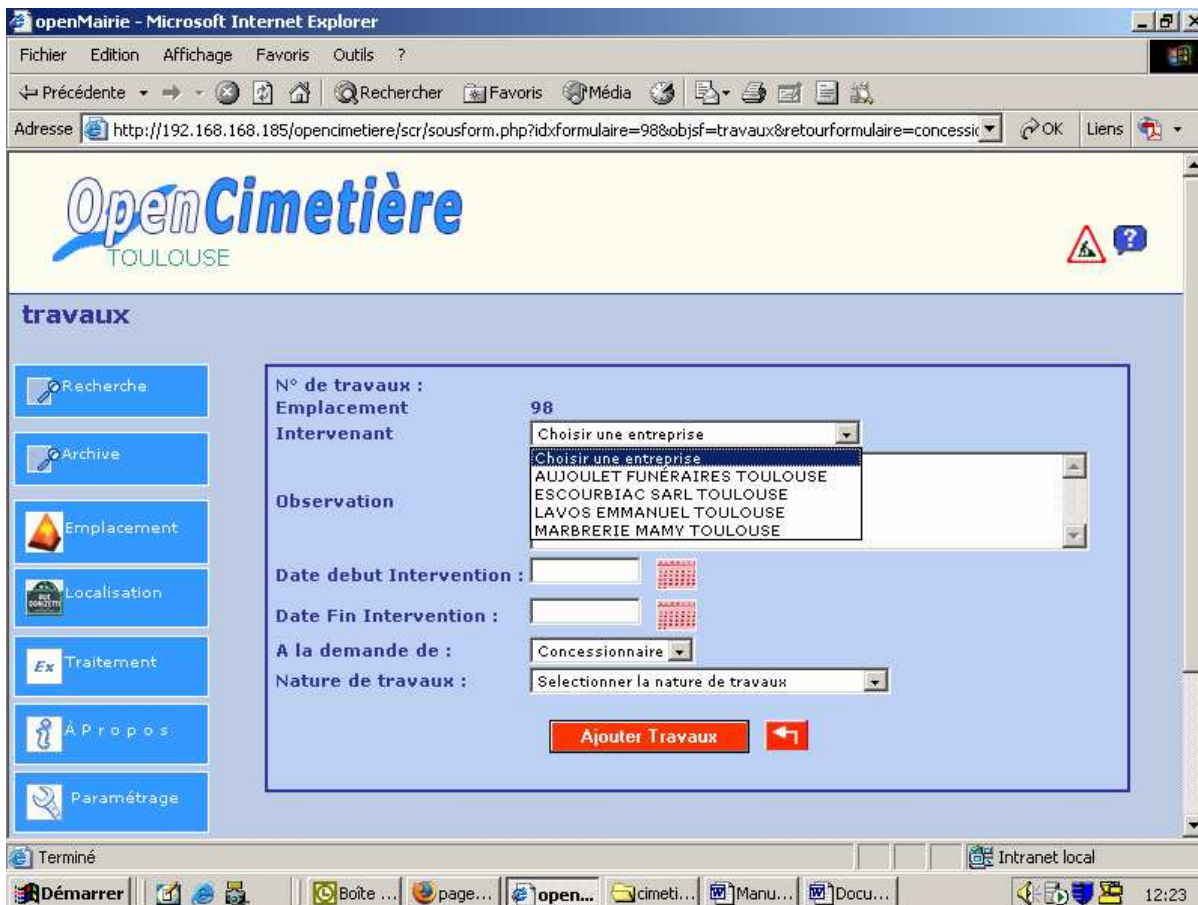 openMairie - Microsoft Internet Explorer
Fichier Edition Affichage Favoris Outils ?
Précédente Rechercher Favoris Média
Adresse http://192.168.168.185/opencimetiere/scr/sousform.php?idxformulaire=98&objsf=travaux&retourformulaire=concessic OK Liens
OpenCimetière
TOULOUSE
?
travaux
Recherche
Archive
Emplacement
Localisation
Ex Traitement
À Propos
Paramétrage
N° de travaux :
Emplacement 98
Intervenant Choisir une entreprise
Choisir une entreprise
AUJOULET FUNÉRAIRES TOULOUSE
ESCOURBIAC SARL TOULOUSE
LAVOS EMMANUEL TOULOUSE
MARBRERIE MAMY TOULOUSE
Observation
Date debut Intervention :
Date Fin Intervention :
A la demande de : Concessionnaire
Nature de travaux : Selectionner la nature de travaux
Ajouter Travaux
Terminé Intranet local
Démarrer Boîte ... page... open... cimeti... Manu... Docu... 12:23